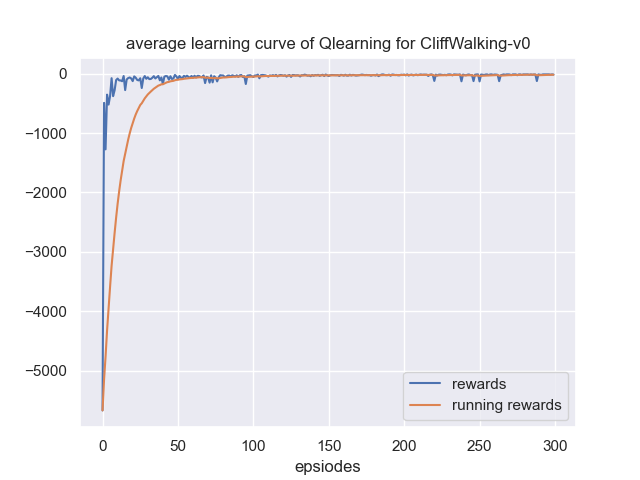 average learning curve of Qlearning for CliffWalking-v0
0
−1000
−2000
−3000
−4000
−5000
0 50 100 150 200 250 300
epsiodes
rewards
running rewards